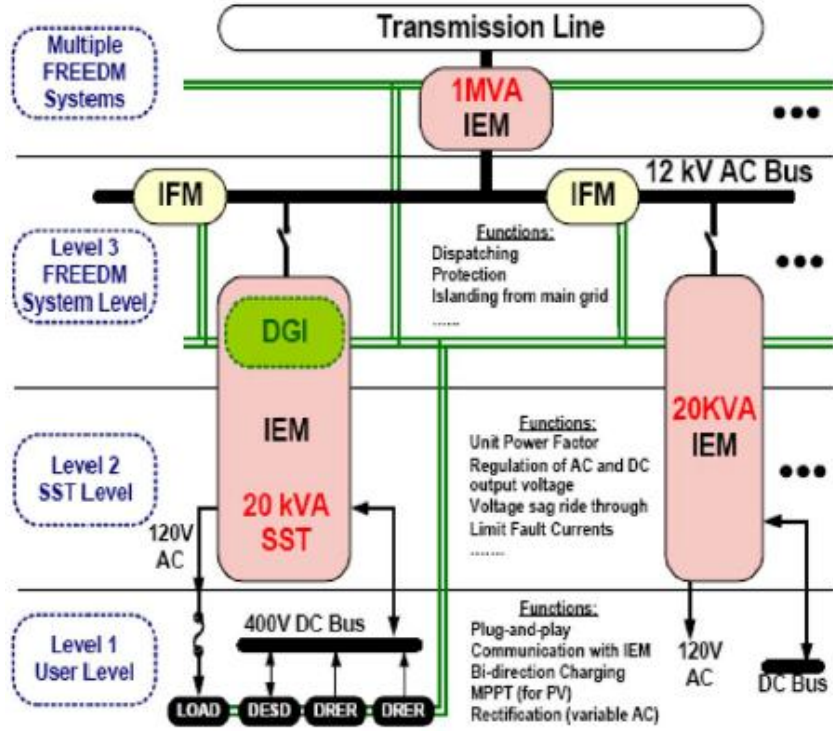 Multiple
FREEDM
Systems
Transmission Line
1MVA
IEM
12 kV AC Bus
IFM
IFM
Level 3
FREEDM
System Level
Functions:
Dispatching
Protection
Islanding from main grid
......
DGI
IEM
20 kVA
SST
20KVA
IEM
Level 2
SST Level
Functions:
Unit Power Factor
Regulation of AC and DC
output voltage
Voltage sag ride through
Limit Fault Currents
.......
120V
AC
Level 1
User Level
400V DC Bus
LOAD
DESD
DRER
DRER
Functions:
Plug-and-play
Communication with IEM
Bi-direction Charging
MPPT (for PV)
Rectification (variable AC)
120V
AC
DC Bus